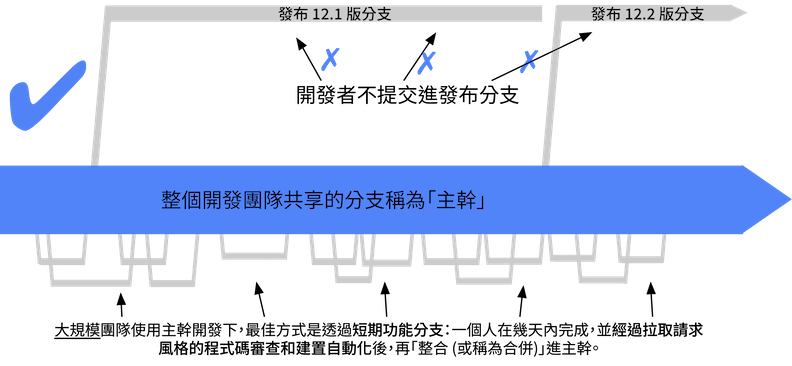 發布 12.1 版分支
發布 12.2 版分支
開發者不提交進發布分支
整個開發團隊共享的分支稱為「主幹」
大規模團隊使用主幹開發下，最佳方式是透過短期功能分支：一個人在幾天內完成，並經過拉取請求
風格的程式碼審查和建置自動化後，再「整合 (或稱為合併)」進主幹。